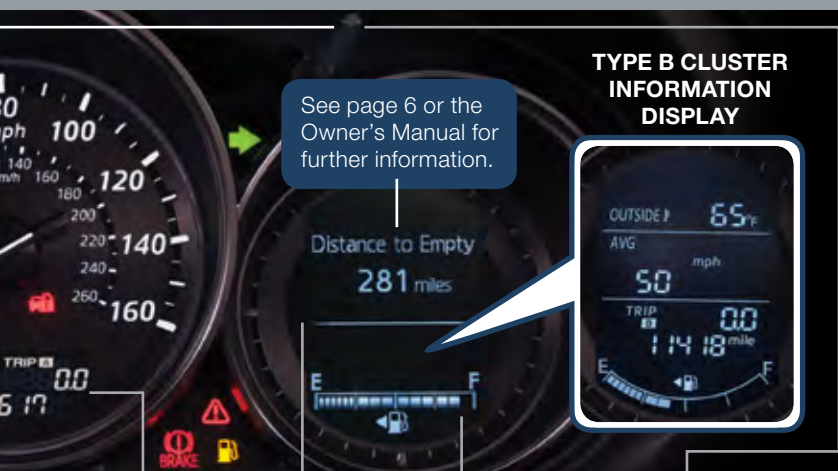 TYPE B CLUSTER
INFORMATION
DISPLAY
See page 6 or the
Owner's Manual for
further information.
100
120
140
160
140
160
180
200
220
240
260
TRIP A
0.0
Distance to Empty
281 miles
E F
BRAKE
OUTSIDE 65°F
AVG
mph
50
TRIP B 0.0
11418 mile
E F